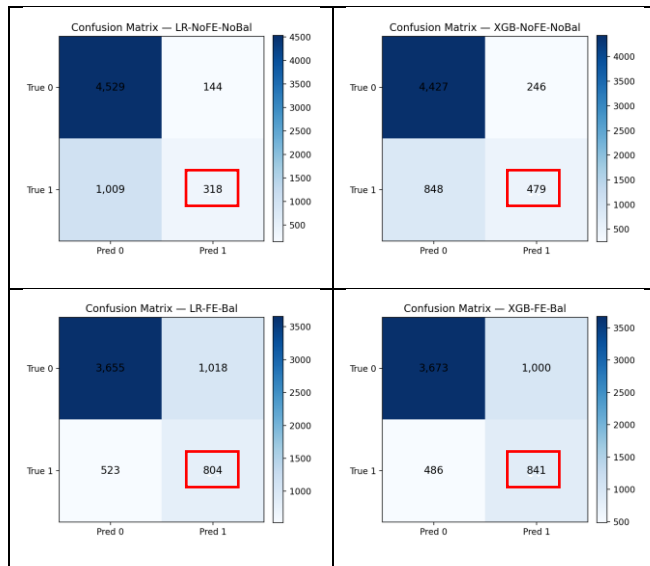 Confusion Matrix — LR-NoFE-NoBal
True 0
4,529
144
True 1
1,009
318
Pred 0
Pred 1
4500
4000
3500
3000
2500
2000
1500
1000
500
Confusion Matrix — XGB-NoFE-NoBal
True 0
4,427
246
True 1
848
479
Pred 0
Pred 1
4000
3500
3000
2500
2000
1500
1000
500
Confusion Matrix — LR-FE-Bal
True 0
3,655
1,018
True 1
523
804
Pred 0
Pred 1
3500
3000
2500
2000
1500
1000
Confusion Matrix — XGB-FE-Bal
True 0
3,673
1,000
True 1
486
841
Pred 0
Pred 1
3500
3000
2500
2000
1500
1000
500